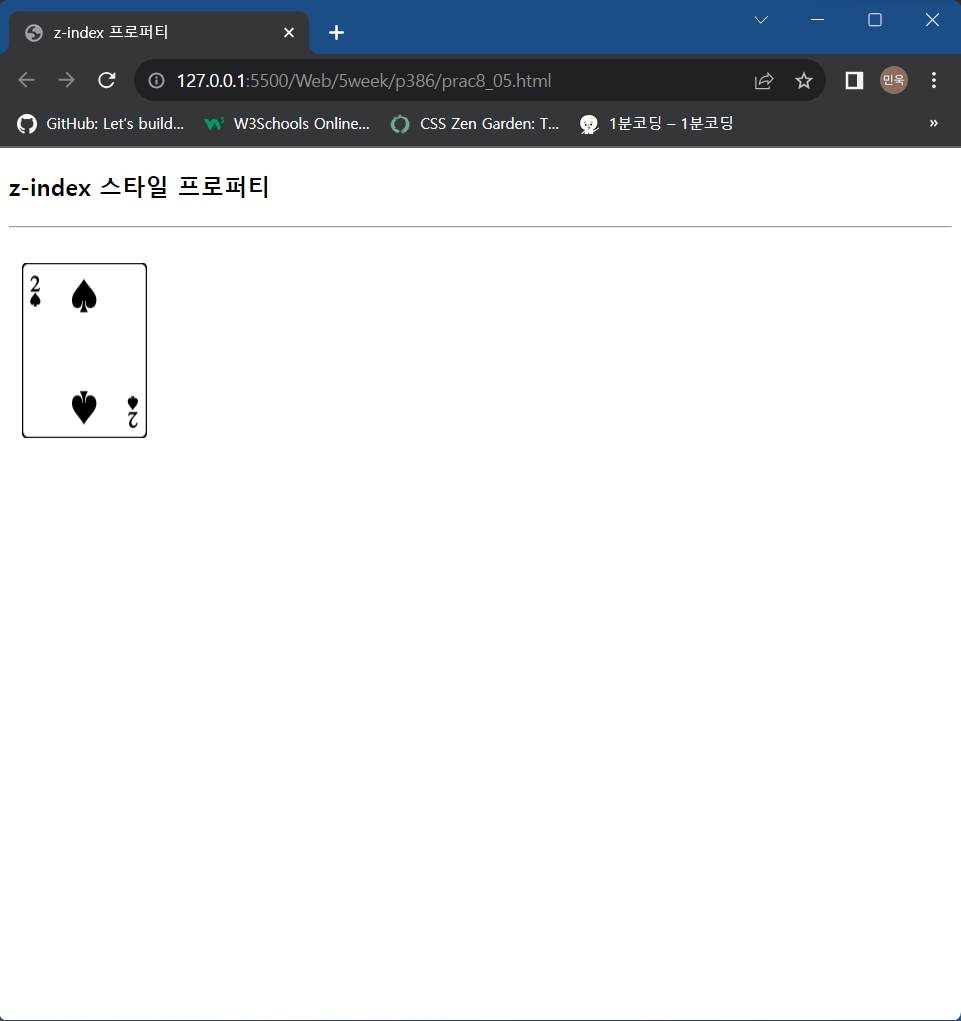 z-index 프로퍼티
127.0.0.1:5500/Web/5week/p386/prac8_05.html
민욱
GitHub: Let's build...
W3Schools Online...
CSS Zen Garden: T...
1분코딩 – 1분코딩
»
z-index 스타일 프로퍼티
2
2